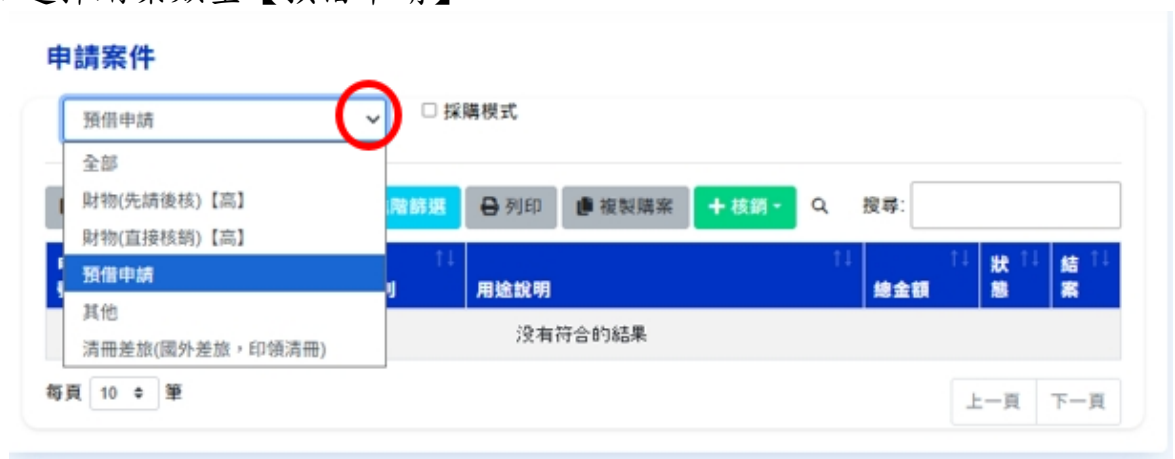 申請案件
預借申請
採購模式
全部
財物(先請後核)【高】
財物(直接核銷)【高】
預借申請
其他
清冊差旅(國外差旅，印領清冊)
階篩選
列印
複製購案
核銷
搜尋:
用途說明
總金額
狀態
結案
沒有符合的結果
每頁 10 筆
上一頁
下一頁